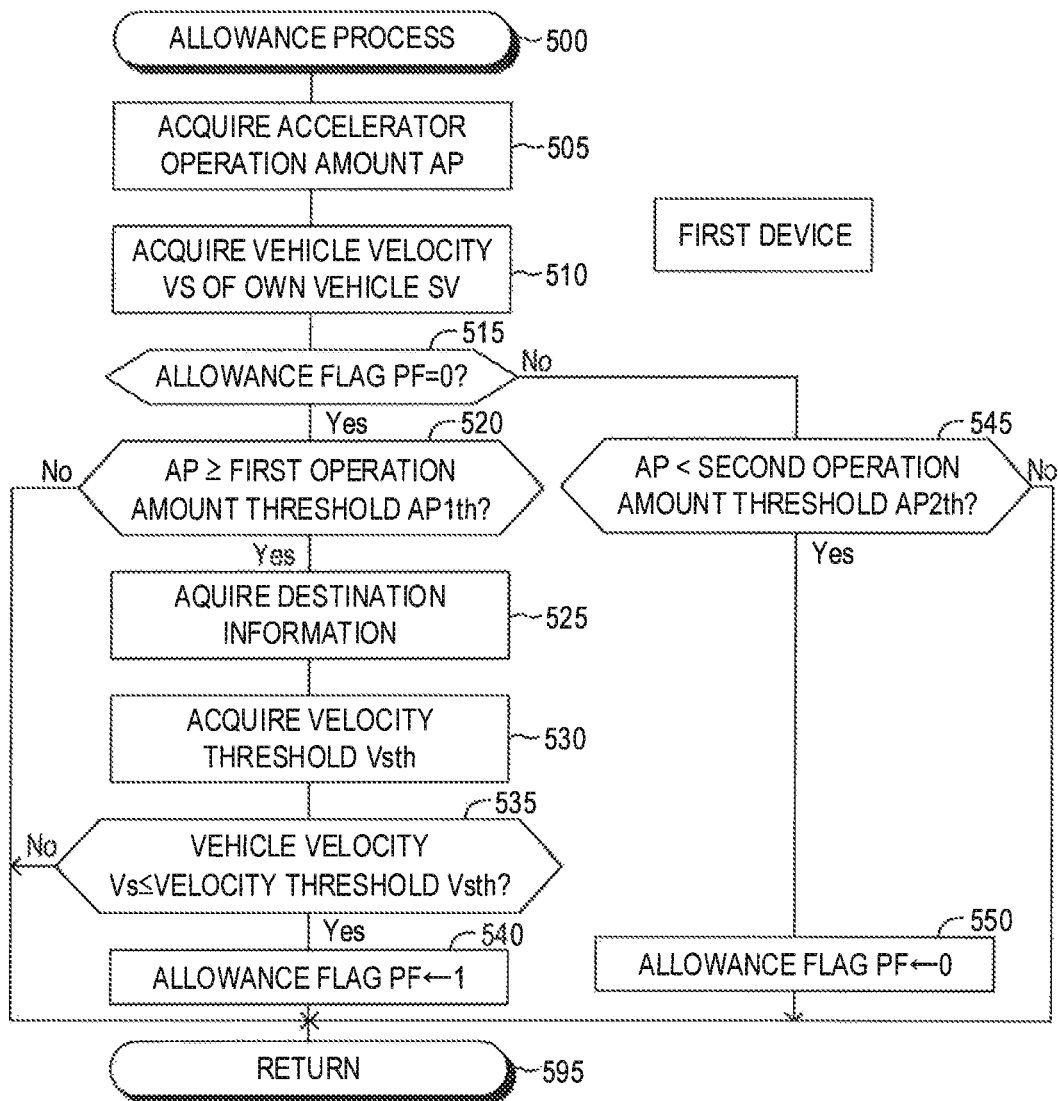 ALLOWANCE PROCESS
500
ACQUIRE ACCELERATOR
OPERATION AMOUNT AP
505
ACQUIRE VEHICLE VELOCITY
VS OF OWN VEHICLE SV
510
FIRST DEVICE
515
ALLOWANCE FLAG PF=0?
No
Yes
520
No
AP ≥ FIRST OPERATION
AMOUNT THRESHOLD AP1th?
545
AP < SECOND OPERATION
AMOUNT THRESHOLD AP2th?
No
Yes
Yes
AQUIRE DESTINATION
INFORMATION
525
ACQUIRE VELOCITY
THRESHOLD Vsth
530
535
No
VEHICLE VELOCITY
Vs≤VELOCITY THRESHOLD Vsth?
Yes
540
ALLOWANCE FLAG PF←1
550
ALLOWANCE FLAG PF←0
RETURN
595